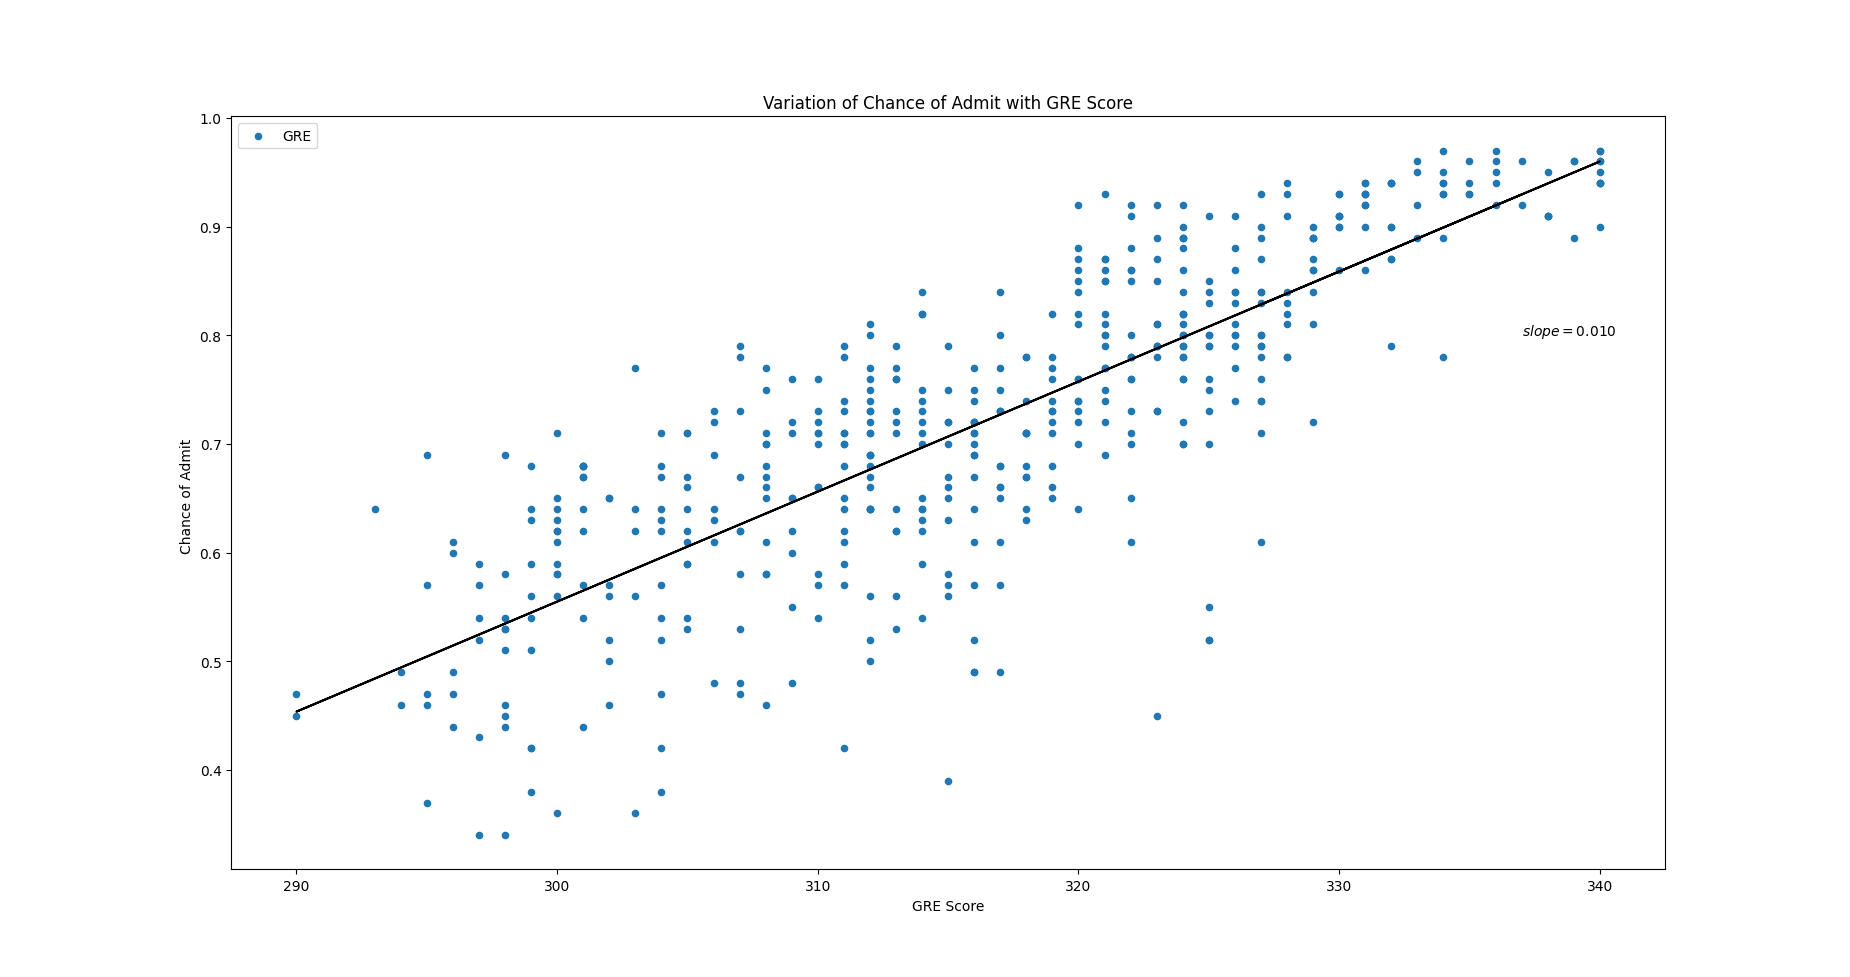 Variation of Chance of Admit with GRE Score
GRE
1.0
0.9
0.8
0.7
0.6
0.5
0.4
Chance of Admit
slope = 0.010
290 300 310 320 330 340
GRE Score